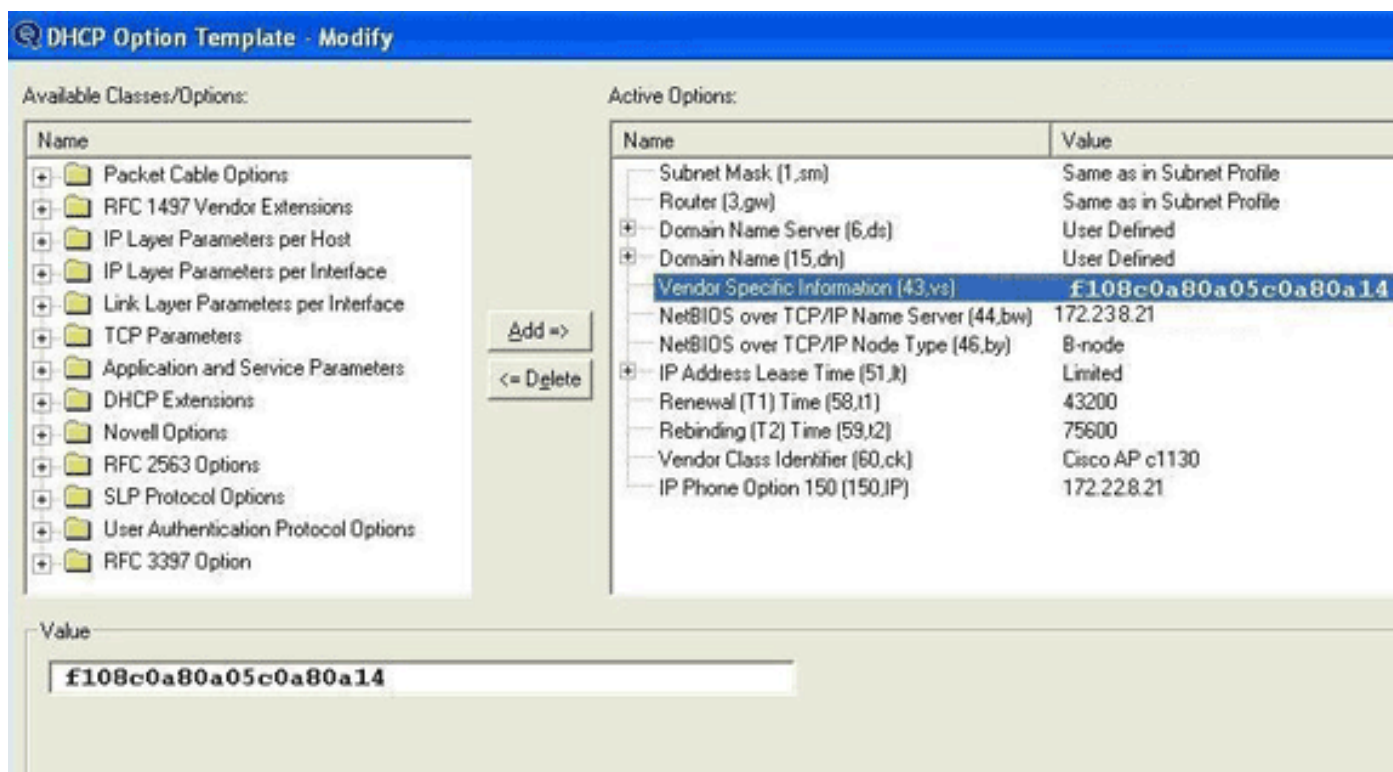 DHCP Option Template - Modify
Available Classes/Options:
Name
Packet Cable Options
RFC 1497 Vendor Extensions
IP Layer Parameters per Host
IP Layer Parameters per Interface
Link Layer Parameters per Interface
TCP Parameters
Application and Service Parameters
DHCP Extensions
Novell Options
RFC 2563 Options
SLP Protocol Options
User Authentication Protocol Options
RFC 3397 Option
Add =>
<= Delete
Active Options:
Name Value
Subnet Mask (1,sm) Same as in Subnet Profile
Router (3,gw) Same as in Subnet Profile
Domain Name Server (6,ds) User Defined
Domain Name (15,dn) User Defined
Vendor Specific Information (43,vs) f108c0a80a05c0a80a14
NetBIOS over TCP/IP Name Server (44,bw) 172.238.21
NetBIOS over TCP/IP Node Type (46,by) B-node
IP Address Lease Time (51,lt) Limited
Renewal (T1) Time (58,t1) 43200
Rebinding (T2) Time (59,t2) 75600
Vendor Class Identifier (60,ck) Cisco AP c1130
IP Phone Option 150 (150,IP) 172.22.8.21
Value
f108c0a80a05c0a80a14